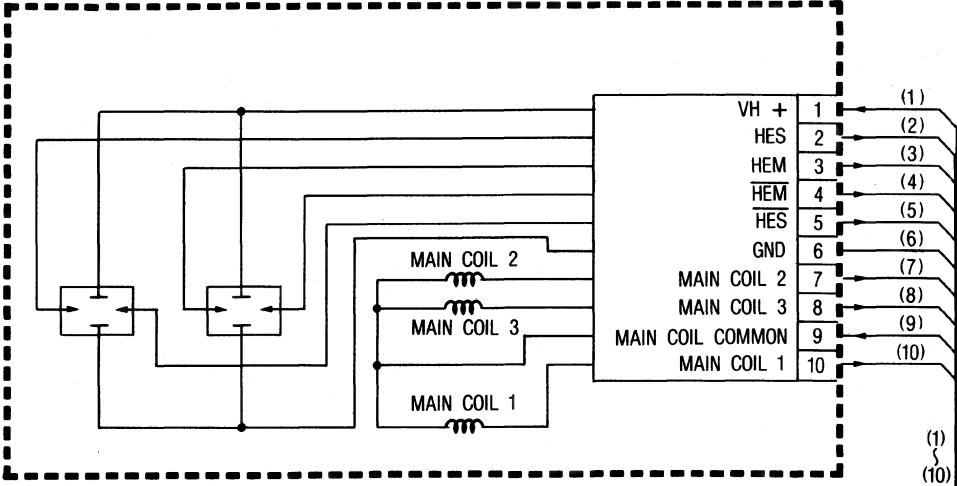 VH + 1 (1)
HES 2 (2)
HEM 3 (3)
H̅E̅M̅ 4 (4)
H̅E̅S̅ 5 (5)
GND 6 (6)
MAIN COIL 2
MAIN COIL 2 7 (7)
MAIN COIL 3 8 (8)
MAIN COIL 3
MAIN COIL COMMON 9 (9)
MAIN COIL 1 10 (10)
MAIN COIL 1
(1)
(10)